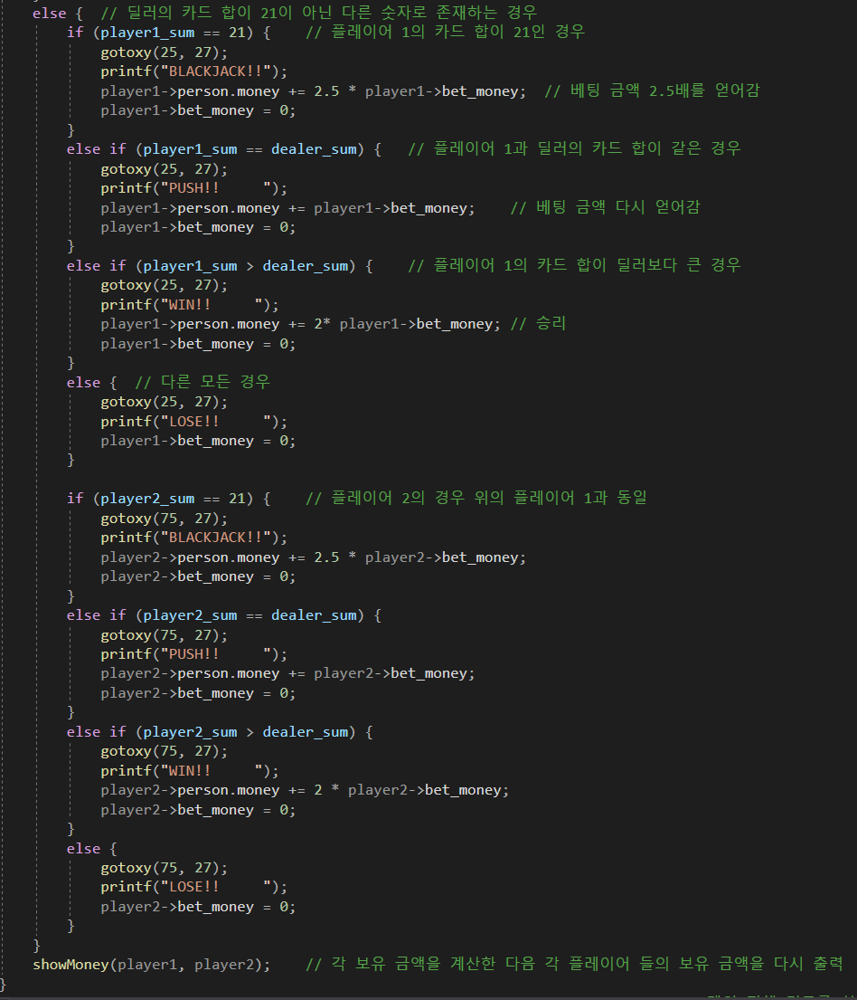 else {  // 딜러의 카드 합이 21이 아닌 다른 숫자로 존재하는 경우
    if (player1_sum == 21) {    // 플레이어 1의 카드 합이 21인 경우
        gotoxy(25, 27);
        printf("BLACKJACK!!");
        player1->person.money += 2.5 * player1->bet_money;  // 베팅 금액 2.5배를 얻어감
        player1->bet_money = 0;
    }
    else if (player1_sum == dealer_sum) {   // 플레이어 1과 딜러의 카드 합이 같은 경우
        gotoxy(25, 27);
        printf("PUSH!!     ");
        player1->person.money += player1->bet_money;    // 베팅 금액 다시 얻어감
        player1->bet_money = 0;
    }
    else if (player1_sum > dealer_sum) {    // 플레이어 1의 카드 합이 딜러보다 큰 경우
        gotoxy(25, 27);
        printf("WIN!!     ");
        player1->person.money += 2* player1->bet_money; // 승리
        player1->bet_money = 0;
    }
    else {  // 다른 모든 경우
        gotoxy(25, 27);
        printf("LOSE!!     ");
        player1->bet_money = 0;
    }

    if (player2_sum == 21) {    // 플레이어 2의 경우 위의 플레이어 1과 동일
        gotoxy(75, 27);
        printf("BLACKJACK!!");
        player2->person.money += 2.5 * player2->bet_money;
        player2->bet_money = 0;
    }
    else if (player2_sum == dealer_sum) {
        gotoxy(75, 27);
        printf("PUSH!!     ");
        player2->person.money += player2->bet_money;
        player2->bet_money = 0;
    }
    else if (player2_sum > dealer_sum) {
        gotoxy(75, 27);
        printf("WIN!!     ");
        player2->person.money += 2 * player2->bet_money;
        player2->bet_money = 0;
    }
    else {
        gotoxy(75, 27);
        printf("LOSE!!     ");
        player2->bet_money = 0;
    }
}
showMoney(player1, player2);    // 각 보유 금액을 계산한 다음 각 플레이어 들의 보유 금액을 다시 출력
}